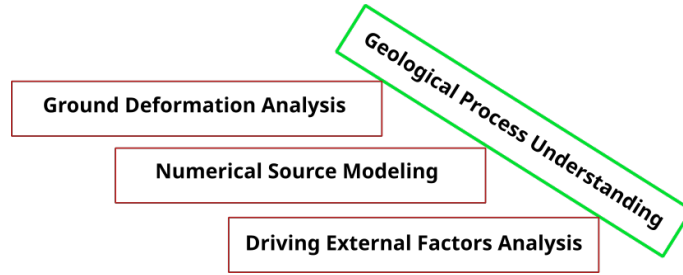 Geological Process Understanding
Ground Deformation Analysis
Numerical Source Modeling
Driving External Factors Analysis